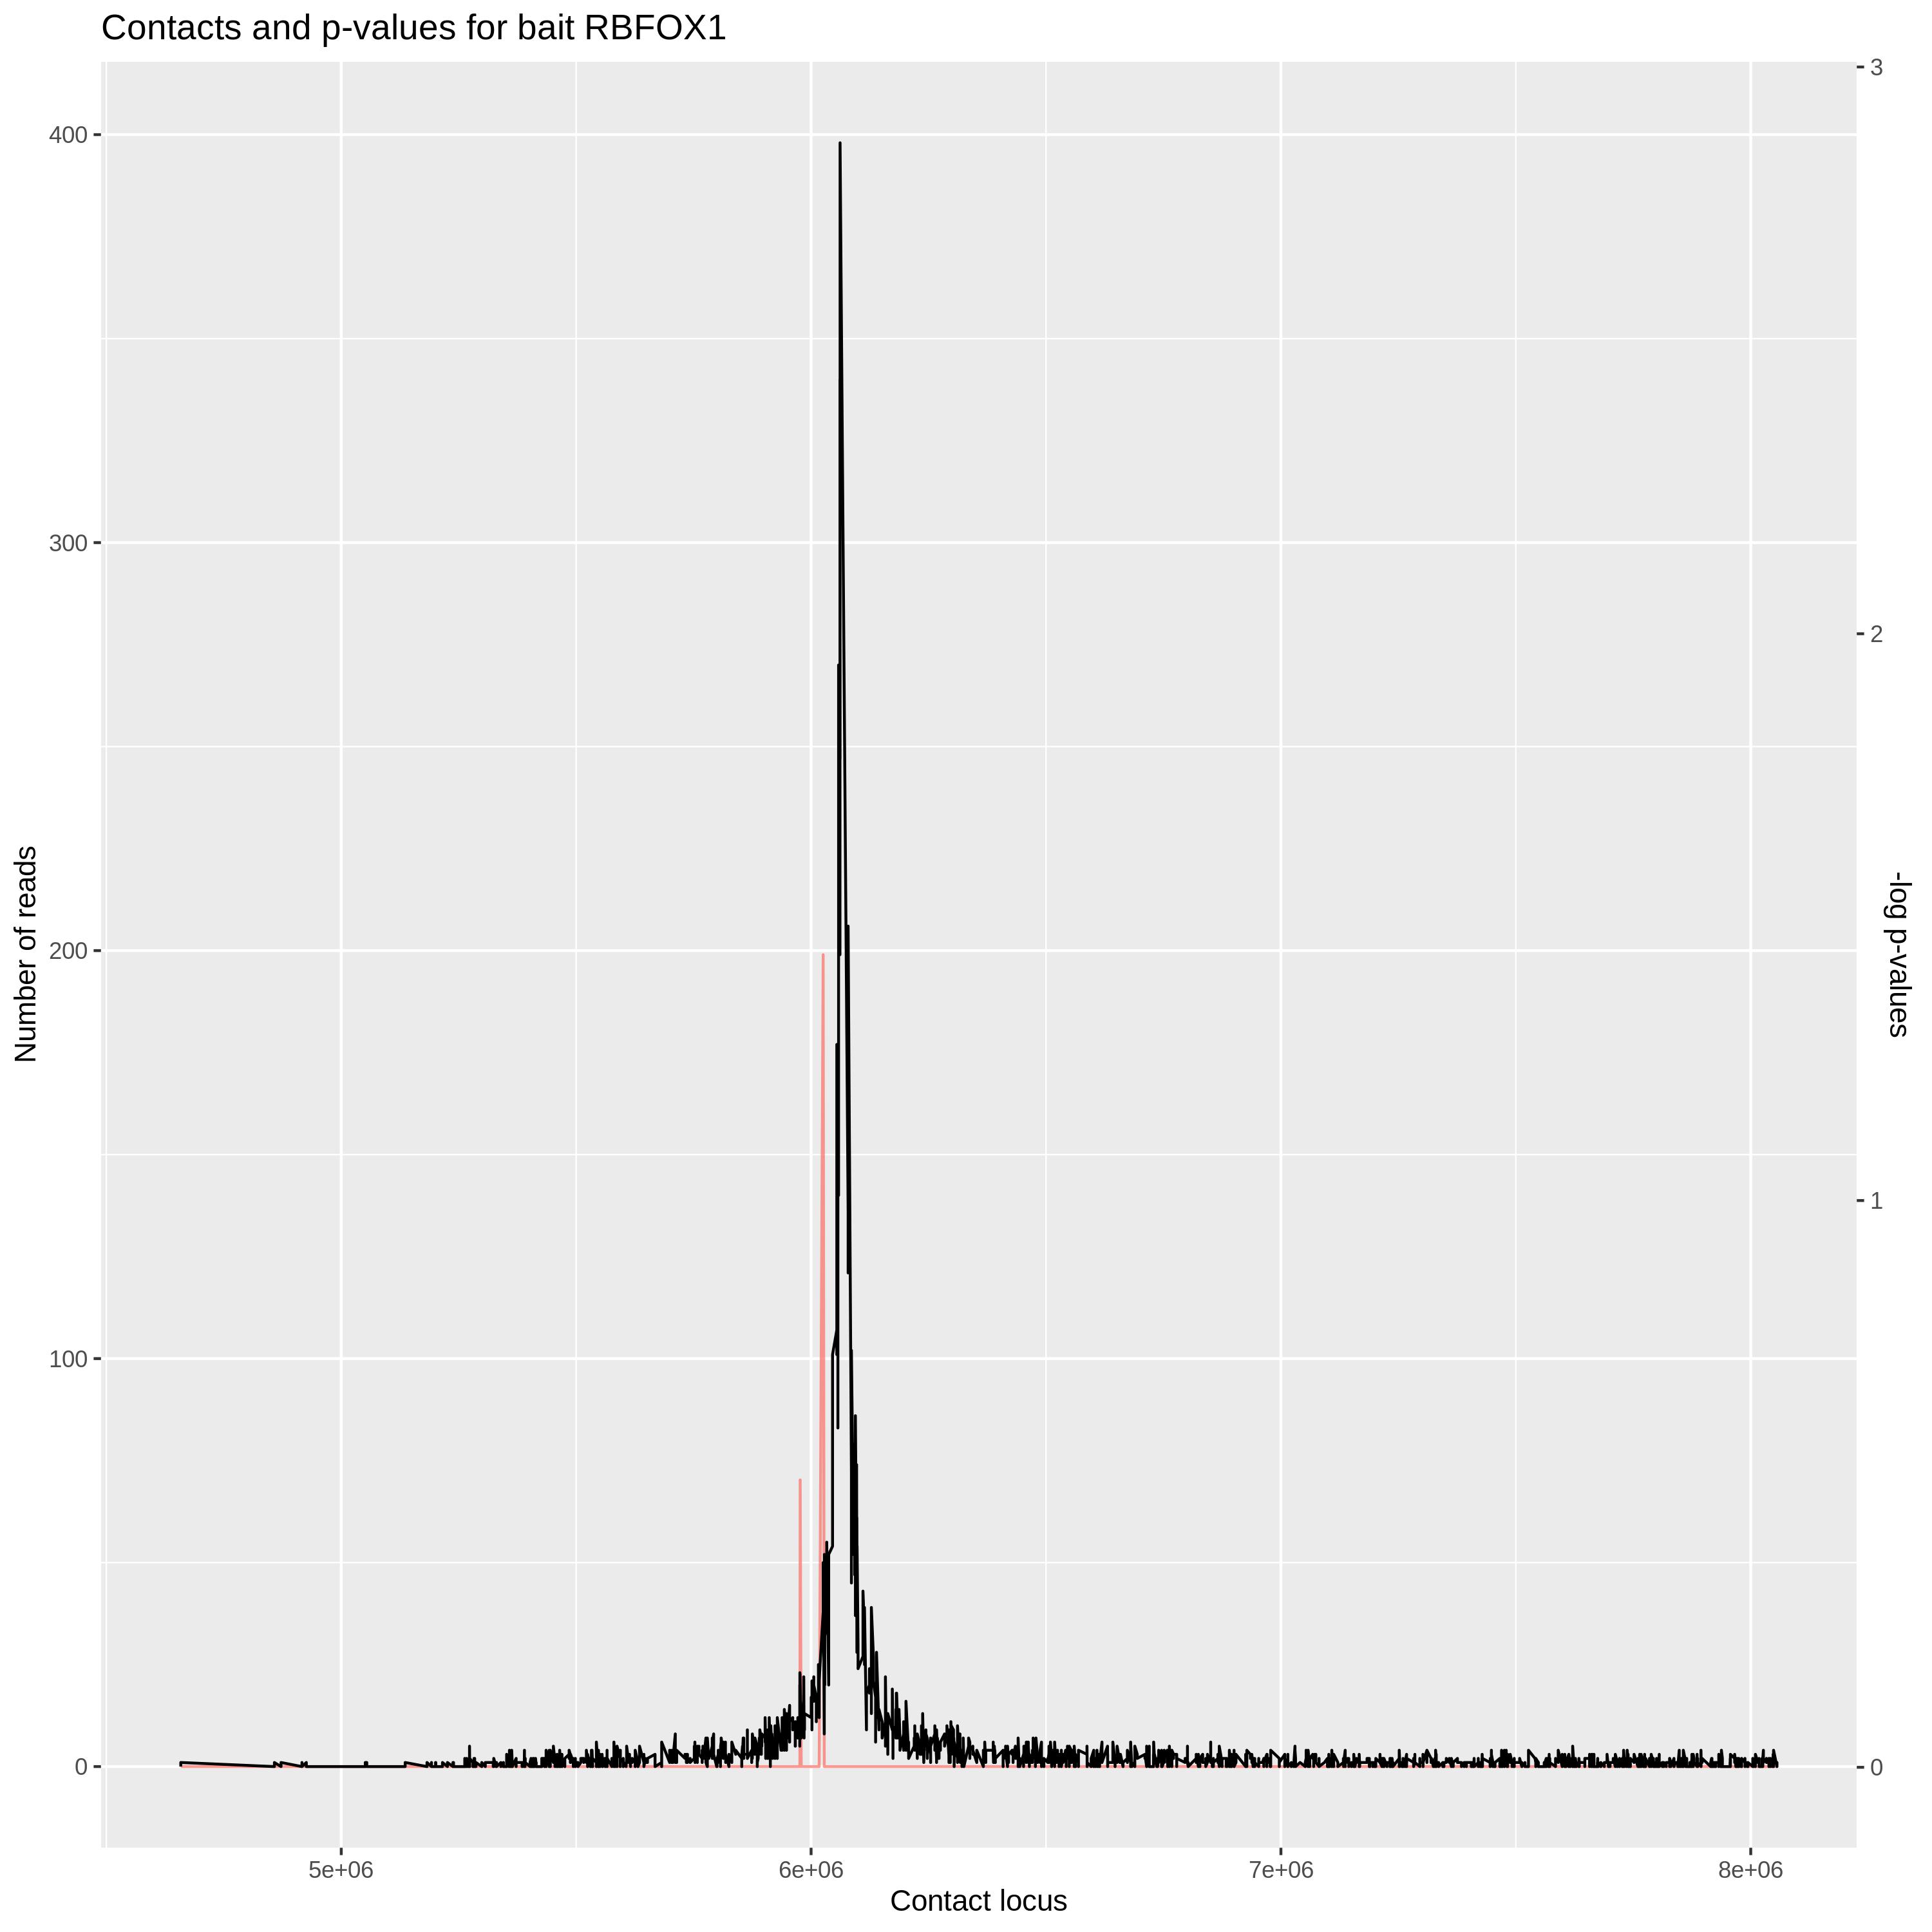 Contacts and p-values for bait RBFOX1
3
400
300
2
200
Number of reads
-log p-values
1
100
0
0
5e+06
6e+06
7e+06
8e+06
Contact locus